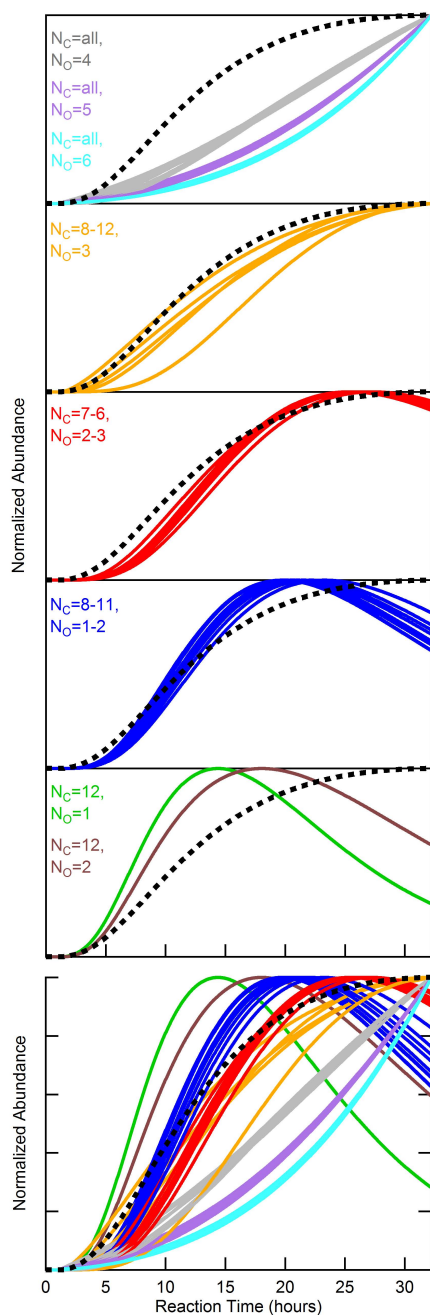 N_C=all,
N_O=4
N_C=all,
N_O=5
N_C=all,
N_O=6
N_C=8-12,
N_O=3
Normalized Abundance
N_C=7-6,
N_O=2-3
N_C=8-11,
N_O=1-2
N_C=12,
N_O=1
N_C=12,
N_O=2
Normalized Abundance
0 5 10 15 20 25 30
Reaction Time (hours)